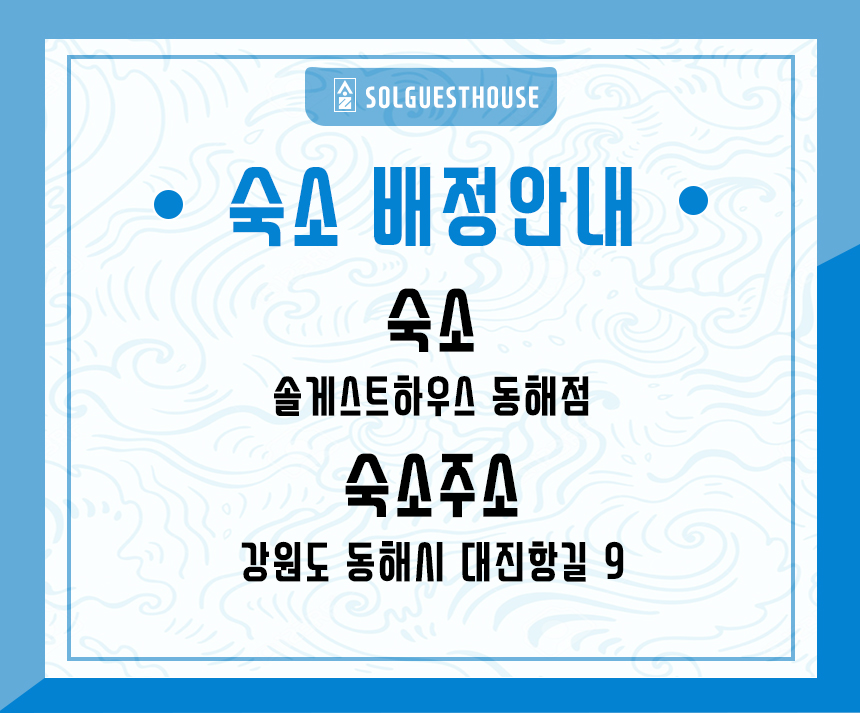 솔 SOLGUESTHOUSE
• 숙소 배정안내 •
숙소
솔게스트하우스 동해점
숙소주소
강원도 동해시 대진항길 9